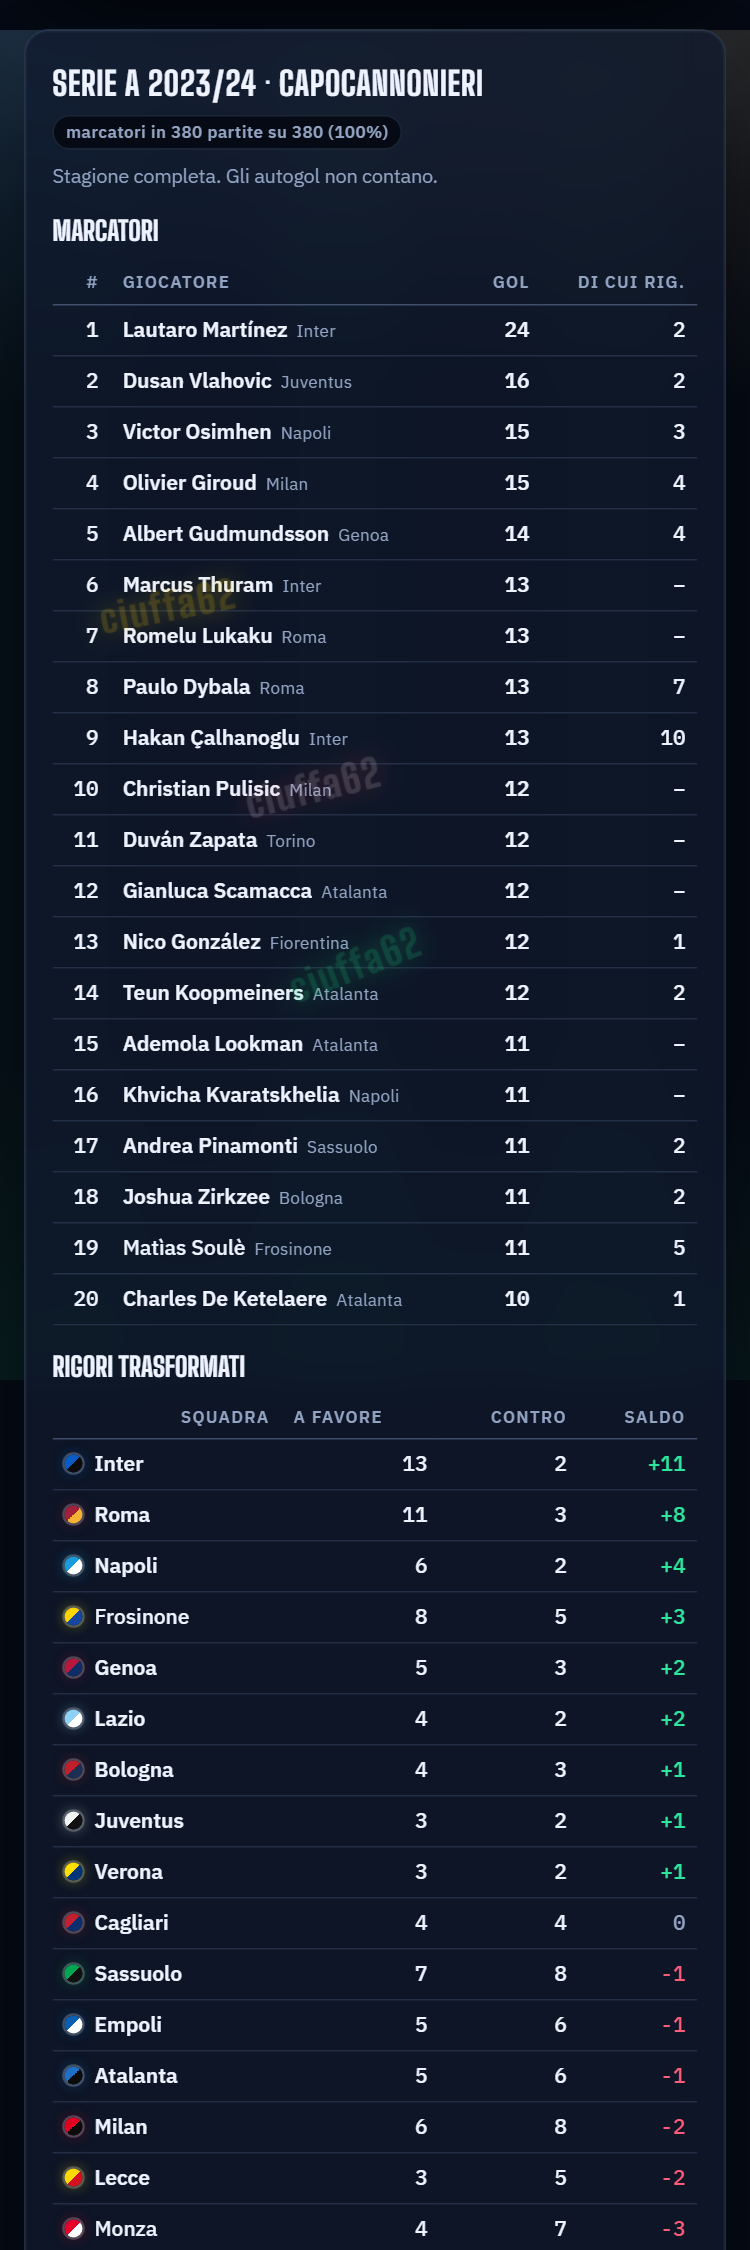 SERIE A 2023/24 · CAPOCANNONIERI
marcatori in 380 partite su 380 (100%)
Stagione completa. Gli autogol non contano.
MARCATORI
# GIOCATORE GOL DI CUI RIG.
1 Lautaro Martínez Inter 24 2
2 Dusan Vlahovic Juventus 16 2
3 Victor Osimhen Napoli 15 3
4 Olivier Giroud Milan 15 4
5 Albert Gudmundsson Genoa 14 4
6 Marcus Thuram Inter 13 –
ciuffa62
7 Romelu Lukaku Roma 13 –
8 Paulo Dybala Roma 13 7
9 Hakan Çalhanoglu Inter 13 10
10 Christian Pulisic Milan 12 –
ciuffa62
11 Duván Zapata Torino 12 –
12 Gianluca Scamacca Atalanta 12 –
13 Nico González Fiorentina 12 1
ciuffa62
14 Teun Koopmeiners Atalanta 12 2
15 Ademola Lookman Atalanta 11 –
16 Khvicha Kvaratskhelia Napoli 11 –
17 Andrea Pinamonti Sassuolo 11 2
18 Joshua Zirkzee Bologna 11 2
19 Matìas Soulè Frosinone 11 5
20 Charles De Ketelaere Atalanta 10 1
RIGORI TRASFORMATI
SQUADRA A FAVORE CONTRO SALDO
Inter 13 2 +11
Roma 11 3 +8
Napoli 6 2 +4
Frosinone 8 5 +3
Genoa 5 3 +2
Lazio 4 2 +2
Bologna 4 3 +1
Juventus 3 2 +1
Verona 3 2 +1
Cagliari 4 4 0
Sassuolo 7 8 -1
Empoli 5 6 -1
Atalanta 5 6 -1
Milan 6 8 -2
Lecce 3 5 -2
Monza 4 7 -3